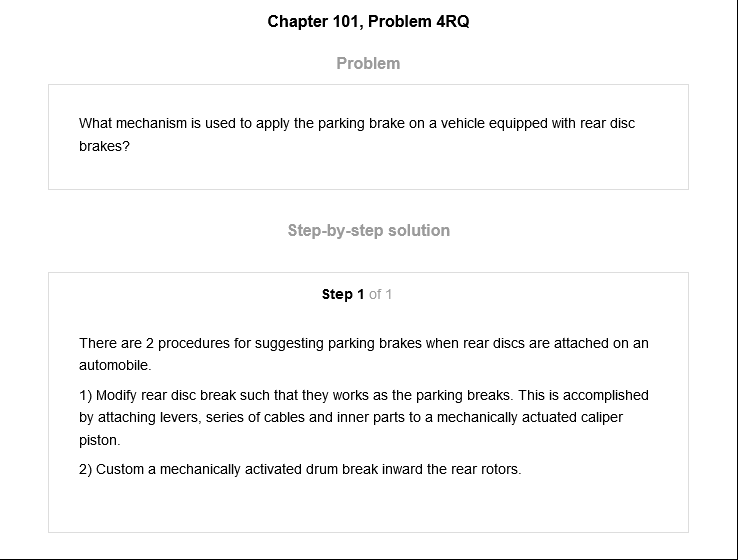 Chapter 101, Problem 4RQ
Problem
What mechanism is used to apply the parking brake on a vehicle equipped with rear disc
brakes?
Step-by-step solution
Step 1 of 1
There are 2 procedures for suggesting parking brakes when rear discs are attached on an
automobile.
1) Modify rear disc break such that they works as the parking breaks. This is accomplished
by attaching levers, series of cables and inner parts to a mechanically actuated caliper
piston.
2) Custom a mechanically activated drum break inward the rear rotors.